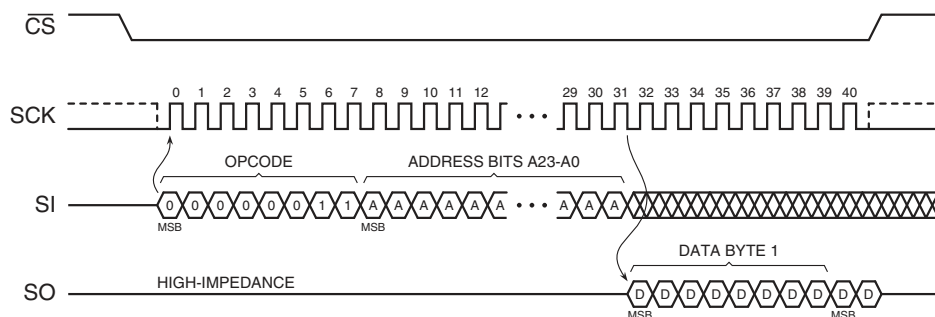 CS
0 1 2 3 4 5 6 7 8 9 10 11 12 29 30 31 32 33 34 35 36 37 38 39 40
SCK
OPCODE ADDRESS BITS A23-A0
SI 0 0 0 0 0 0 1 1 A A A A A A A A A
MSB MSB
DATA BYTE 1
HIGH-IMPEDANCE
SO D D D D D D D D D D
MSB MSB